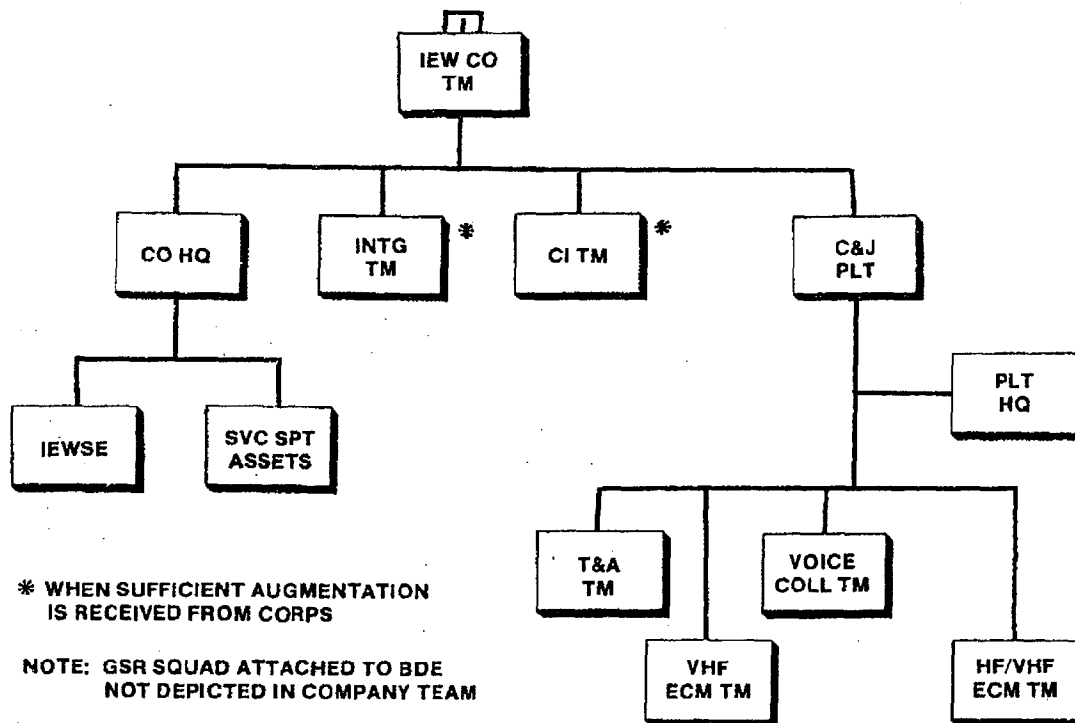 IEW CO
TM
CO HQ
INTG
TM
*
CI TM
*
C&J
PLT
PLT
HQ
IEWSE
SVC SPT
ASSETS
T&A
TM
VOICE
COLL TM
VHF
ECM TM
HF/VHF
ECM TM
* WHEN SUFFICIENT AUGMENTATION
IS RECEIVED FROM CORPS
NOTE: GSR SQUAD ATTACHED TO BDE
NOT DEPICTED IN COMPANY TEAM